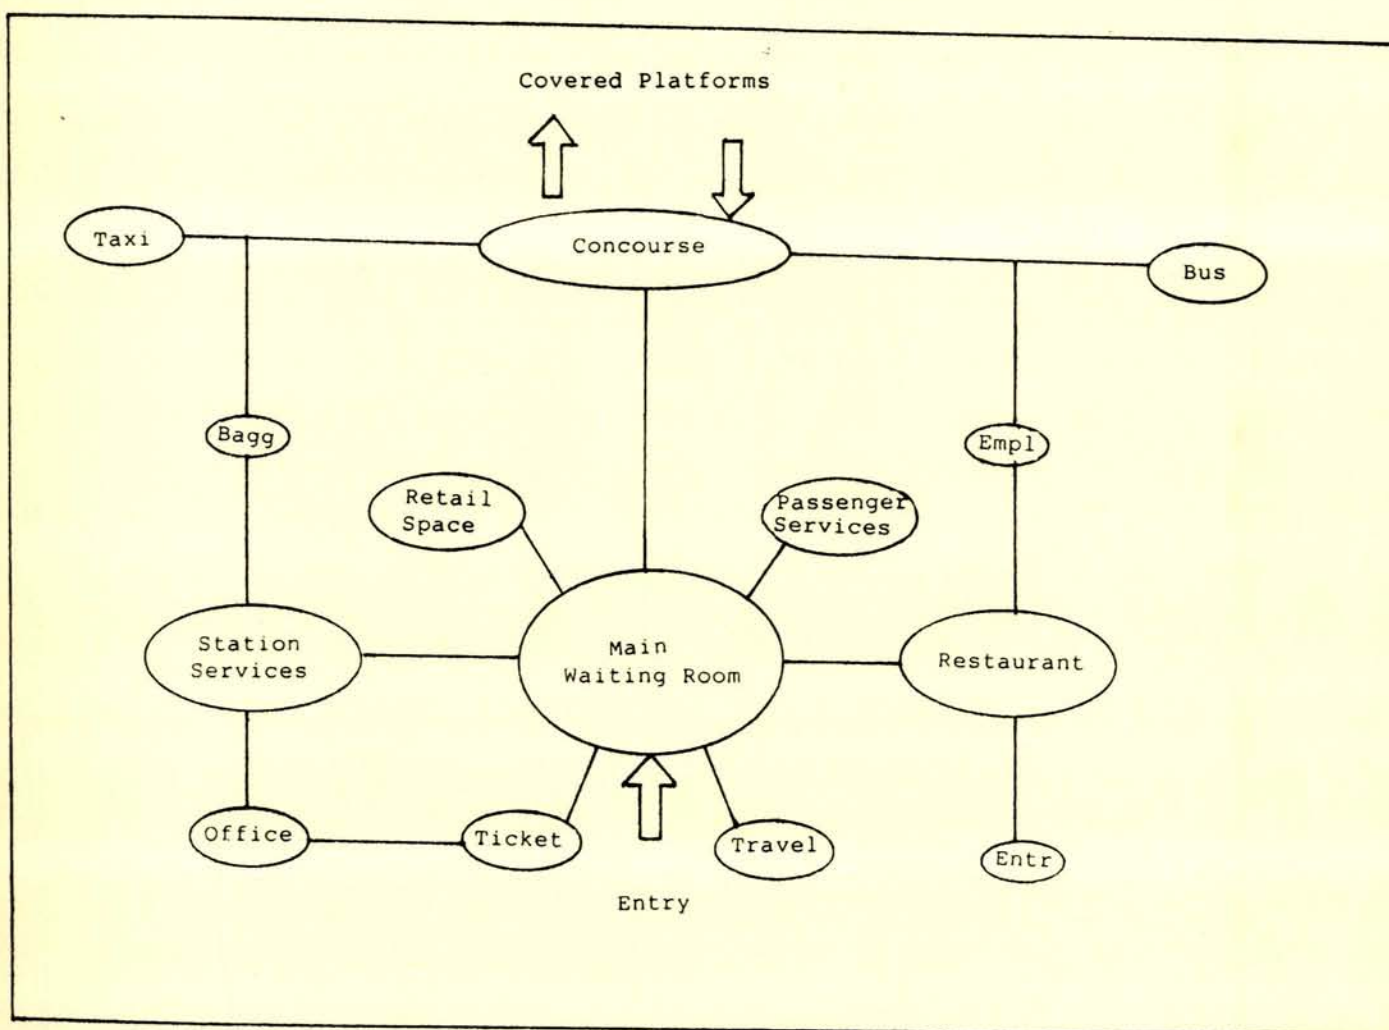 Covered Platforms
Taxi
Concourse
Bus
Bagg
Empl
Retail
Space
Passenger
Services
Station
Services
Main
Waiting Room
Restaurant
Office
Ticket
Travel
Entr
Entry